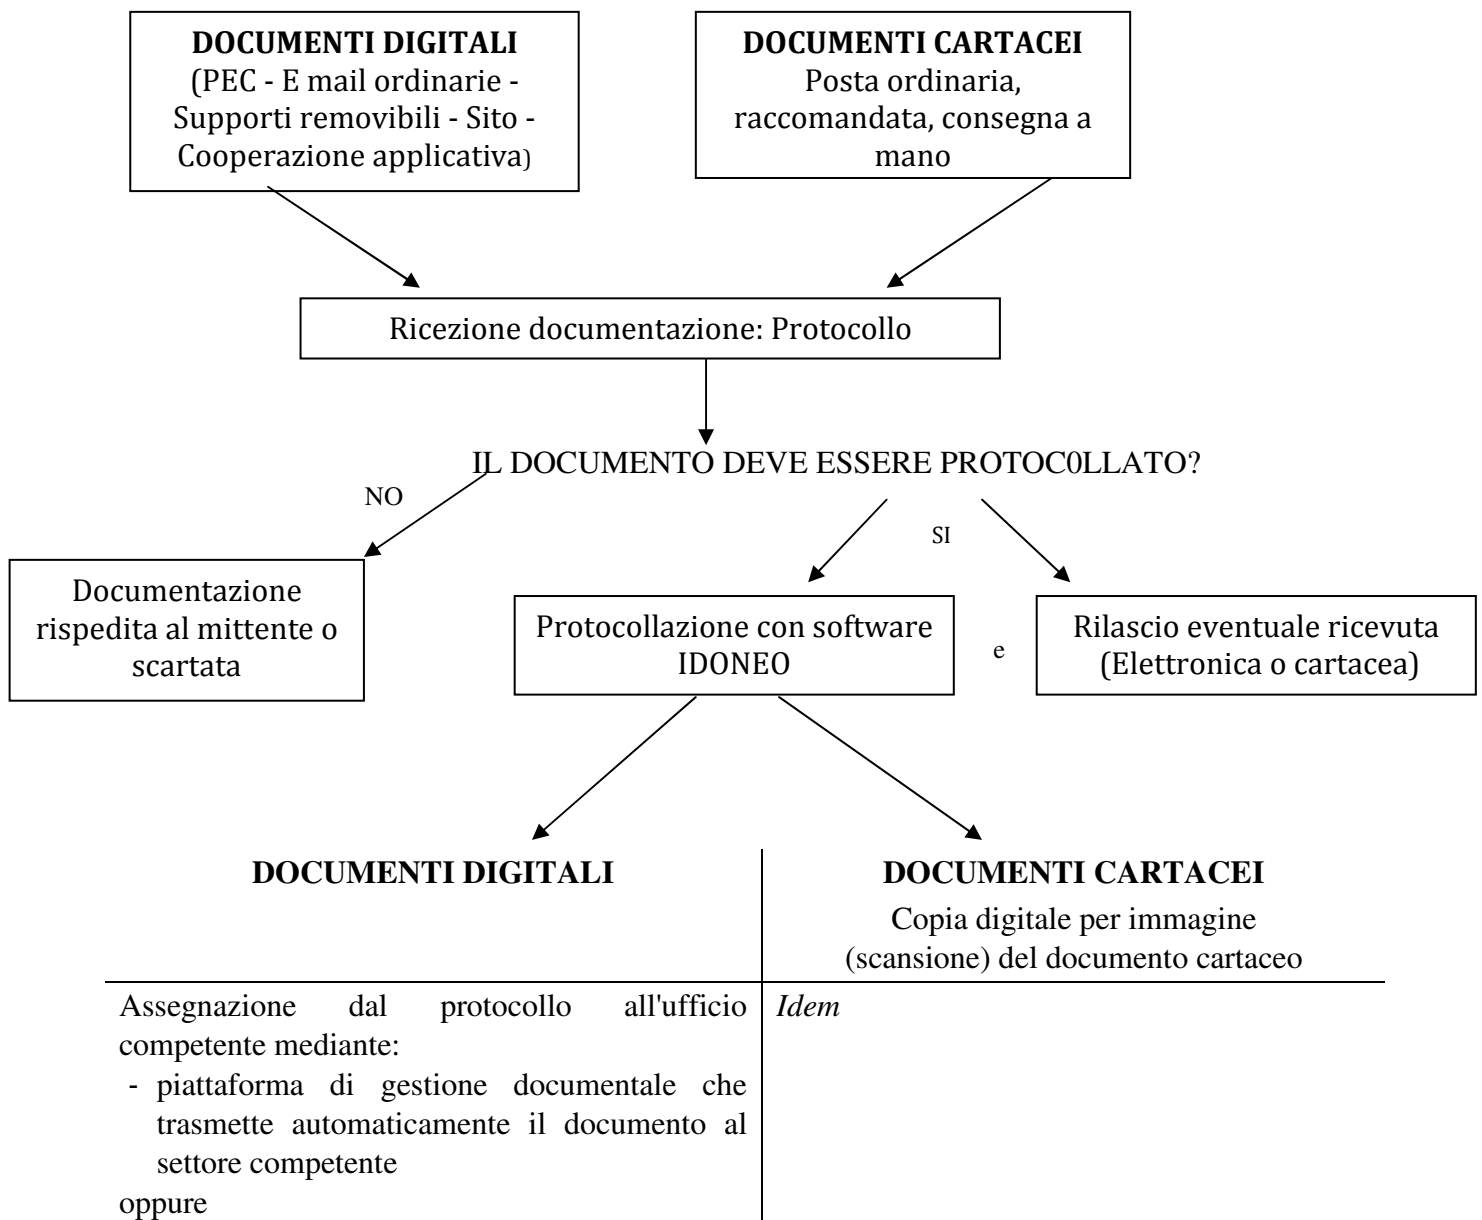 DOCUMENTI DIGITALI
(PEC - E mail ordinarie -
Supporti removibili - Sito -
Cooperazione applicativa)
DOCUMENTI CARTACEI
Posta ordinaria,
raccomandata, consegna a
mano
Ricezione documentazione: Protocollo
IL DOCUMENTO DEVE ESSERE PROTOC0LLATO?
NO
SI
Documentazione
rispedita al mittente o
scartata
Protocollazione con software
IDONEO
e
Rilascio eventuale ricevuta
(Elettronica o cartacea)
DOCUMENTI DIGITALI
DOCUMENTI CARTACEI
Copia digitale per immagine
(scansione) del documento cartaceo
Assegnazione dal protocollo all'ufficio
competente mediante:
- piattaforma di gestione documentale che
trasmette automaticamente il documento al
settore competente
oppure
Idem